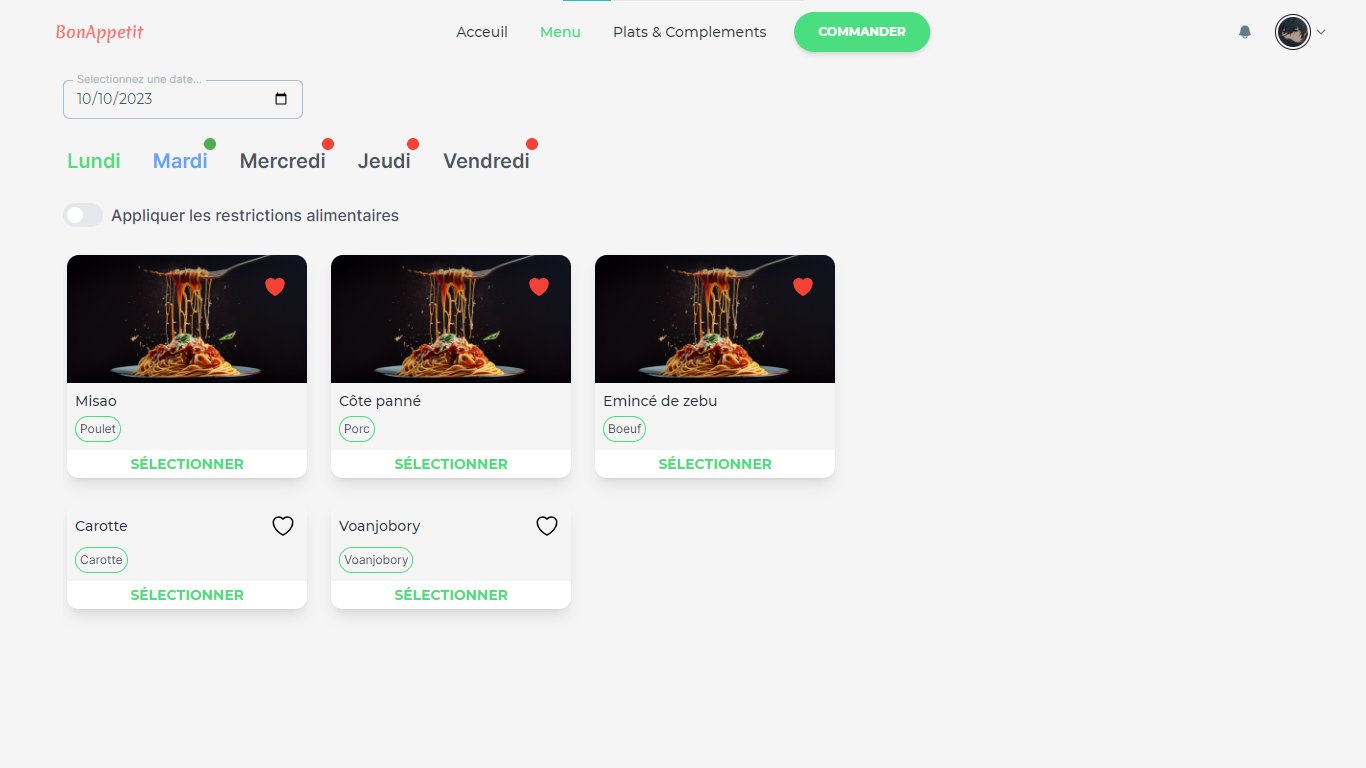 BonAppetit
Acceuil
Menu
Plats & Complements
COMMANDER
Selectionnez une date...
10/10/2023
Lundi
Mardi
Mercredi
Jeudi
Vendredi
Appliquer les restrictions alimentaires
Misao
Poulet
SÉLECTIONNER
Côte panné
Porc
SÉLECTIONNER
Emincé de zebu
Boeuf
SÉLECTIONNER
Carotte
Carotte
SÉLECTIONNER
Voanjobory
Voanjobory
SÉLECTIONNER